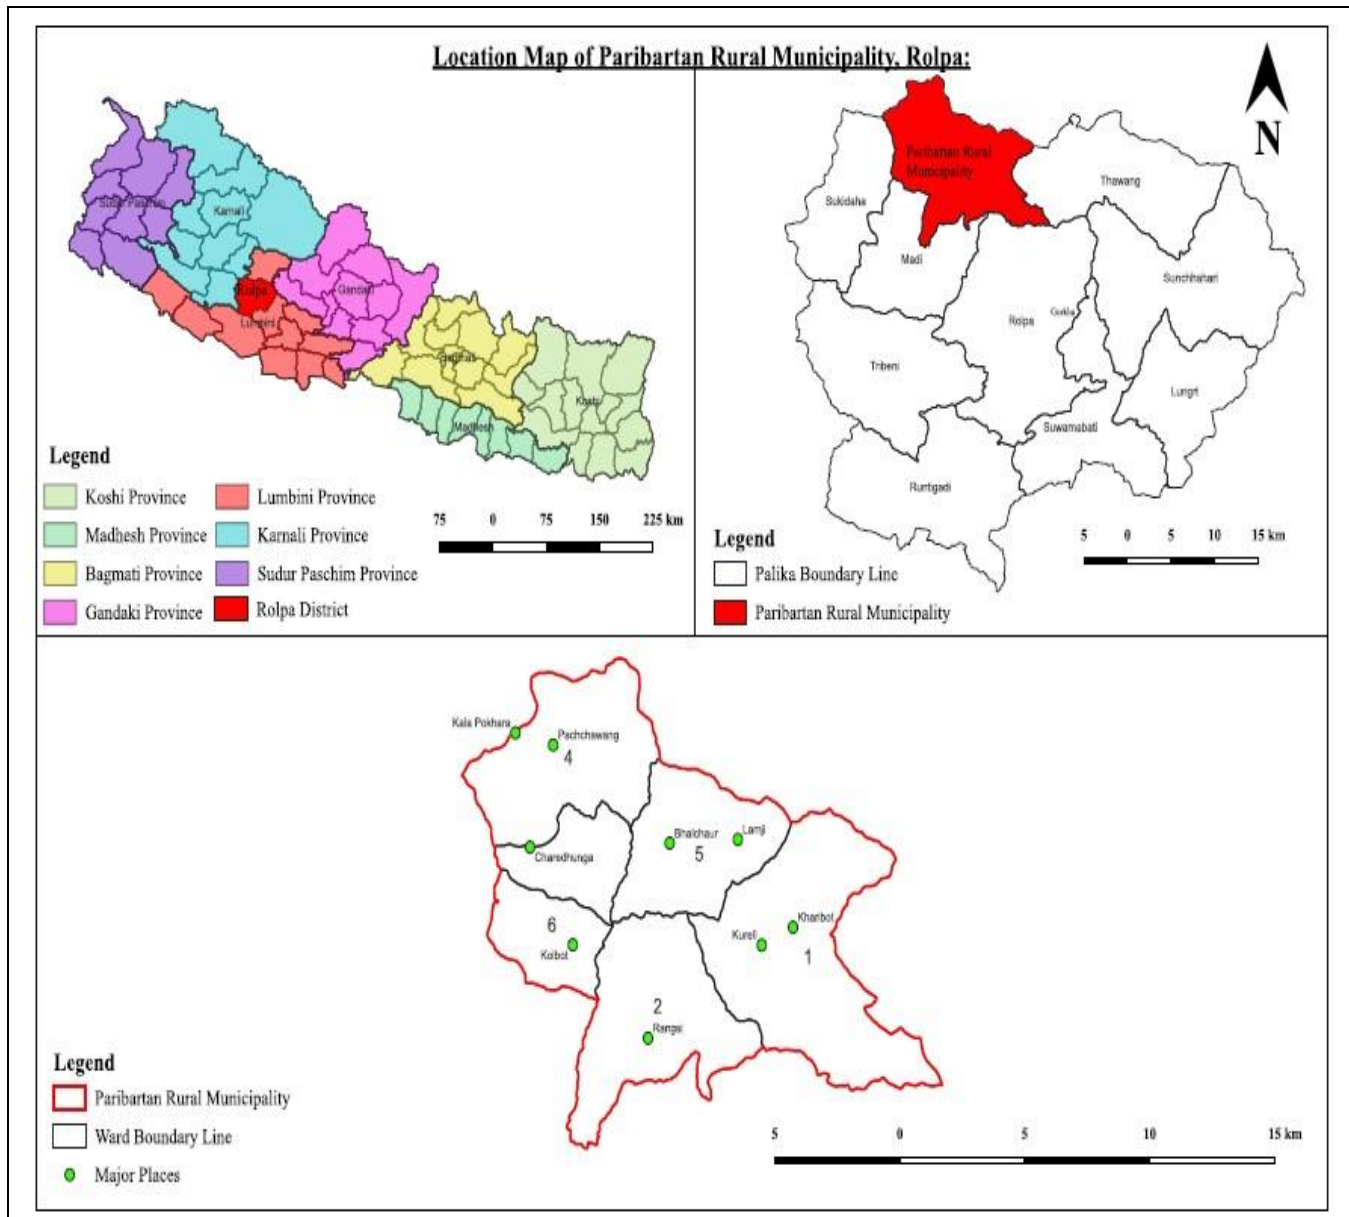 Location Map of Paribartan Rural Municipality, Rolpa:
Sudur Paschim
Karnali
Rolpa
Gandaki
Lumbini
Bagmati
Koshi
Madhesh
Legend
Koshi Province
Lumbini Province
Madhesh Province
Karnali Province
Bagmati Province
Sudur Paschim Province
Gandaki Province
Rolpa District
75 0 75 150 225 km
N
Paribartan Rural
Municipality
Thawang
Sukidaha
Madi
Sunchhahari
Rolpa
Tribeni
Lungri
Suwarnabati
Runtigadi
Legend
Palika Boundary Line
Paribartan Rural Municipality
5 0 5 10 15 km
Kala Pokhara
Pachchawang
4
Bhalchaur
Lamji
5
Charedhunga
6
Kolbot
Kharibot
Kureli
1
2
Rangsi
Legend
Paribartan Rural Municipality
Ward Boundary Line
Major Places
5 0 5 10 15 km